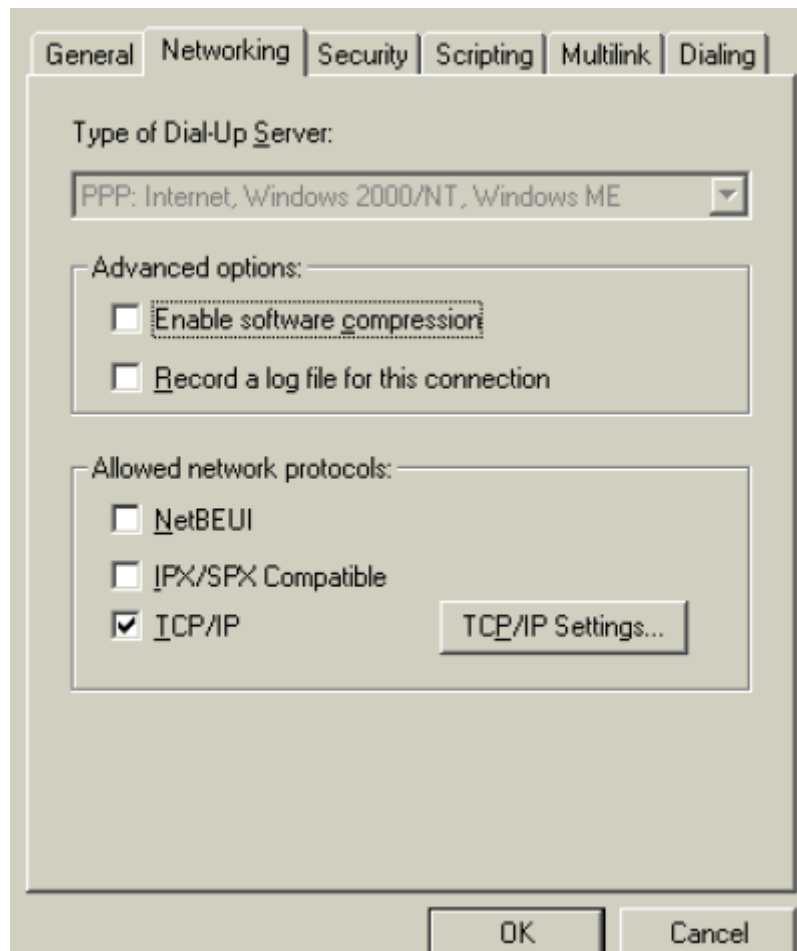 General Networking Security Scripting Multilink Dialing
Type of Dial-Up Server:
PPP: Internet, Windows 2000/NT, Windows ME
Advanced options:
Enable software compression
Record a log file for this connection
Allowed network protocols:
NetBEUI
IPX/SPX Compatible
TCP/IP TCP/IP Settings...
OK Cancel